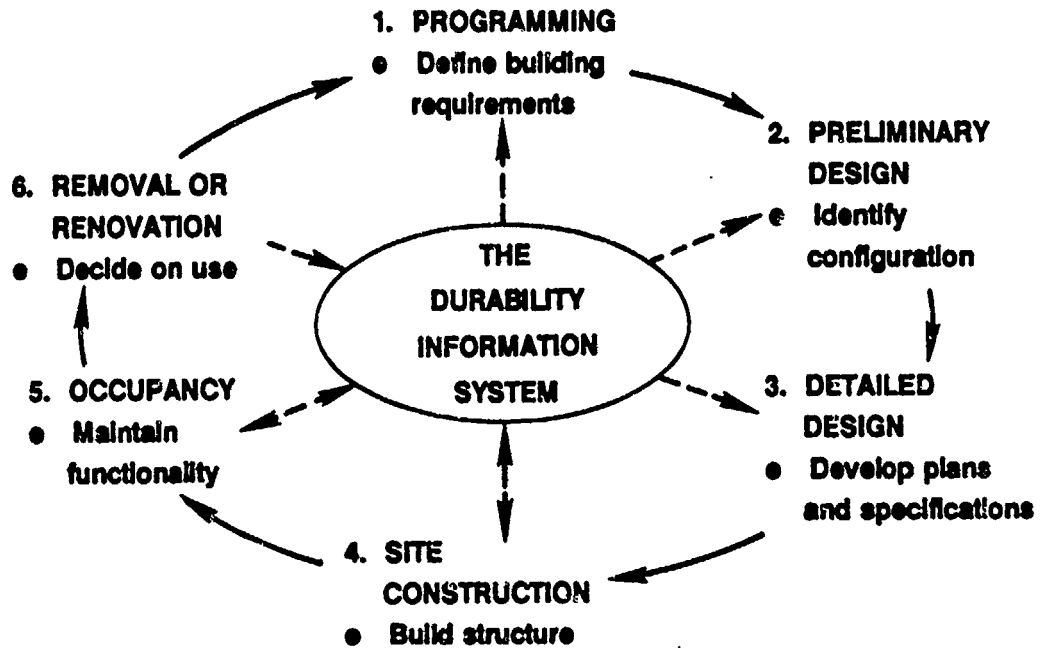 1. PROGRAMMING
● Define building
requirements
2. PRELIMINARY
DESIGN
● Identify
configuration
3. DETAILED
DESIGN
● Develop plans
and specifications
4. SITE
CONSTRUCTION
● Build structure
5. OCCUPANCY
● Maintain
functionality
6. REMOVAL OR
RENOVATION
● Decide on use
THE
DURABILITY
INFORMATION
SYSTEM